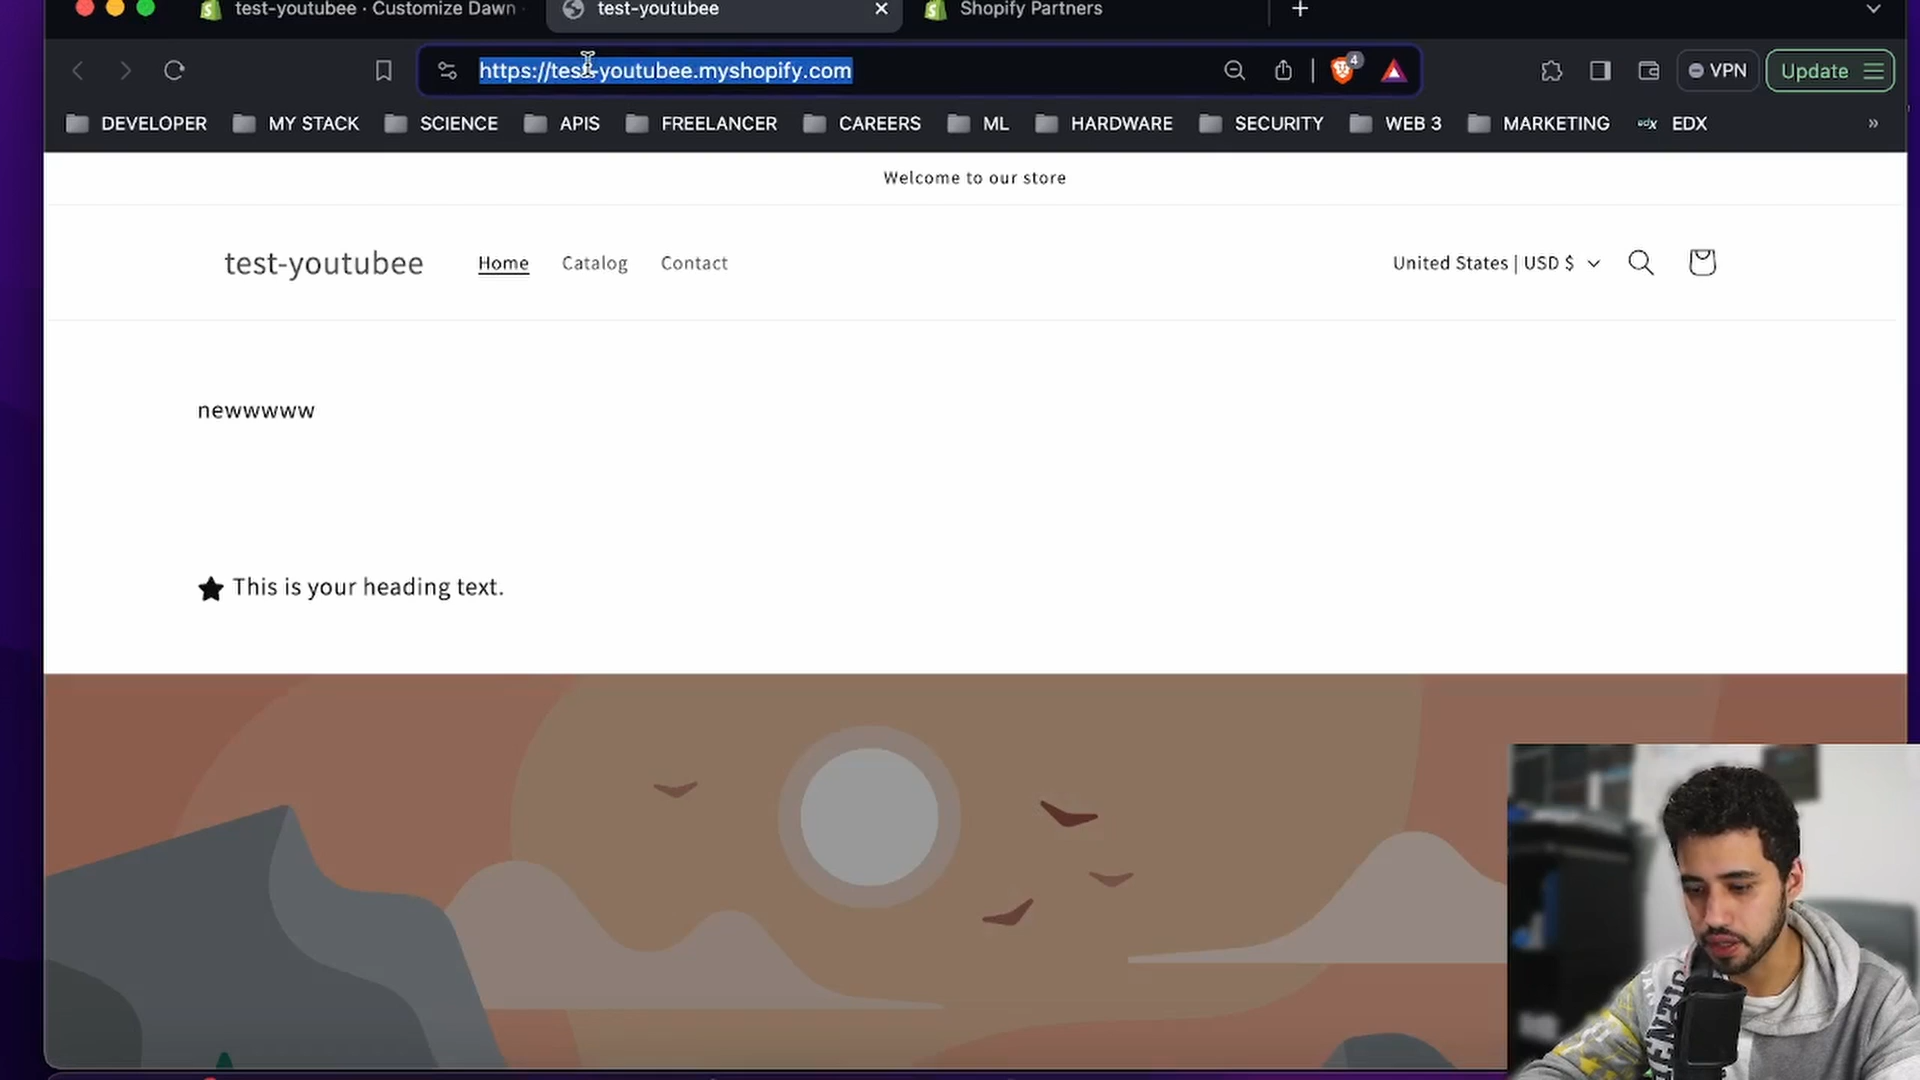 test-youtubee · Customize Dawn
test-youtubee
Shopify Partners
https://test-youtubee.myshopify.com
4
VPN
Update
DEVELOPER
MY STACK
SCIENCE
APIS
FREELANCER
CAREERS
ML
HARDWARE
SECURITY
WEB 3
MARKETING
edx
EDX
»
Welcome to our store
test-youtubee
Home
Catalog
Contact
United States | USD $
newwwww
This is your heading text.